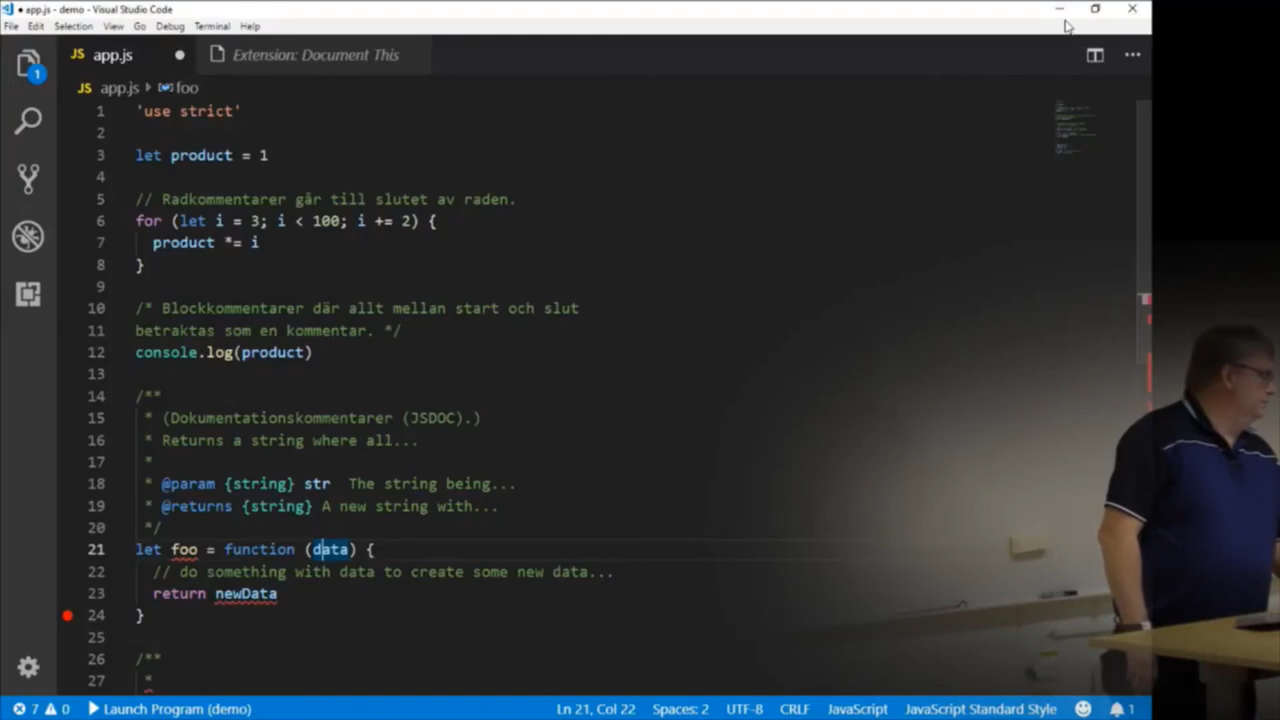 ● app.js - demo - Visual Studio Code
File Edit Selection View Go Debug Terminal Help
JS app.js ● Extension: Document This
1
JS app.js foo
1 'use strict'
2
3 let product = 1
4
5 // Radkommentarer går till slutet av raden.
6 for (let i = 3; i < 100; i += 2) {
7 product *= i
8 }
9
10 /* Blockkommentarer där allt mellan start och slut
11 betraktas som en kommentar. */
12 console.log(product)
13
14 /**
15 * (Dokumentationskommentarer (JSDOC).)
16 * Returns a string where all...
17 *
18 * @param {string} str The string being...
19 * @returns {string} A new string with...
20 */
21 let foo = function (data) {
22 // do something with data to create some new data...
23 return newData
24 }
25
26 /**
27 *
7 0 Launch Program (demo) Ln 21, Col 22 Spaces: 2 UTF-8 CRLF JavaScript JavaScript Standard Style 1